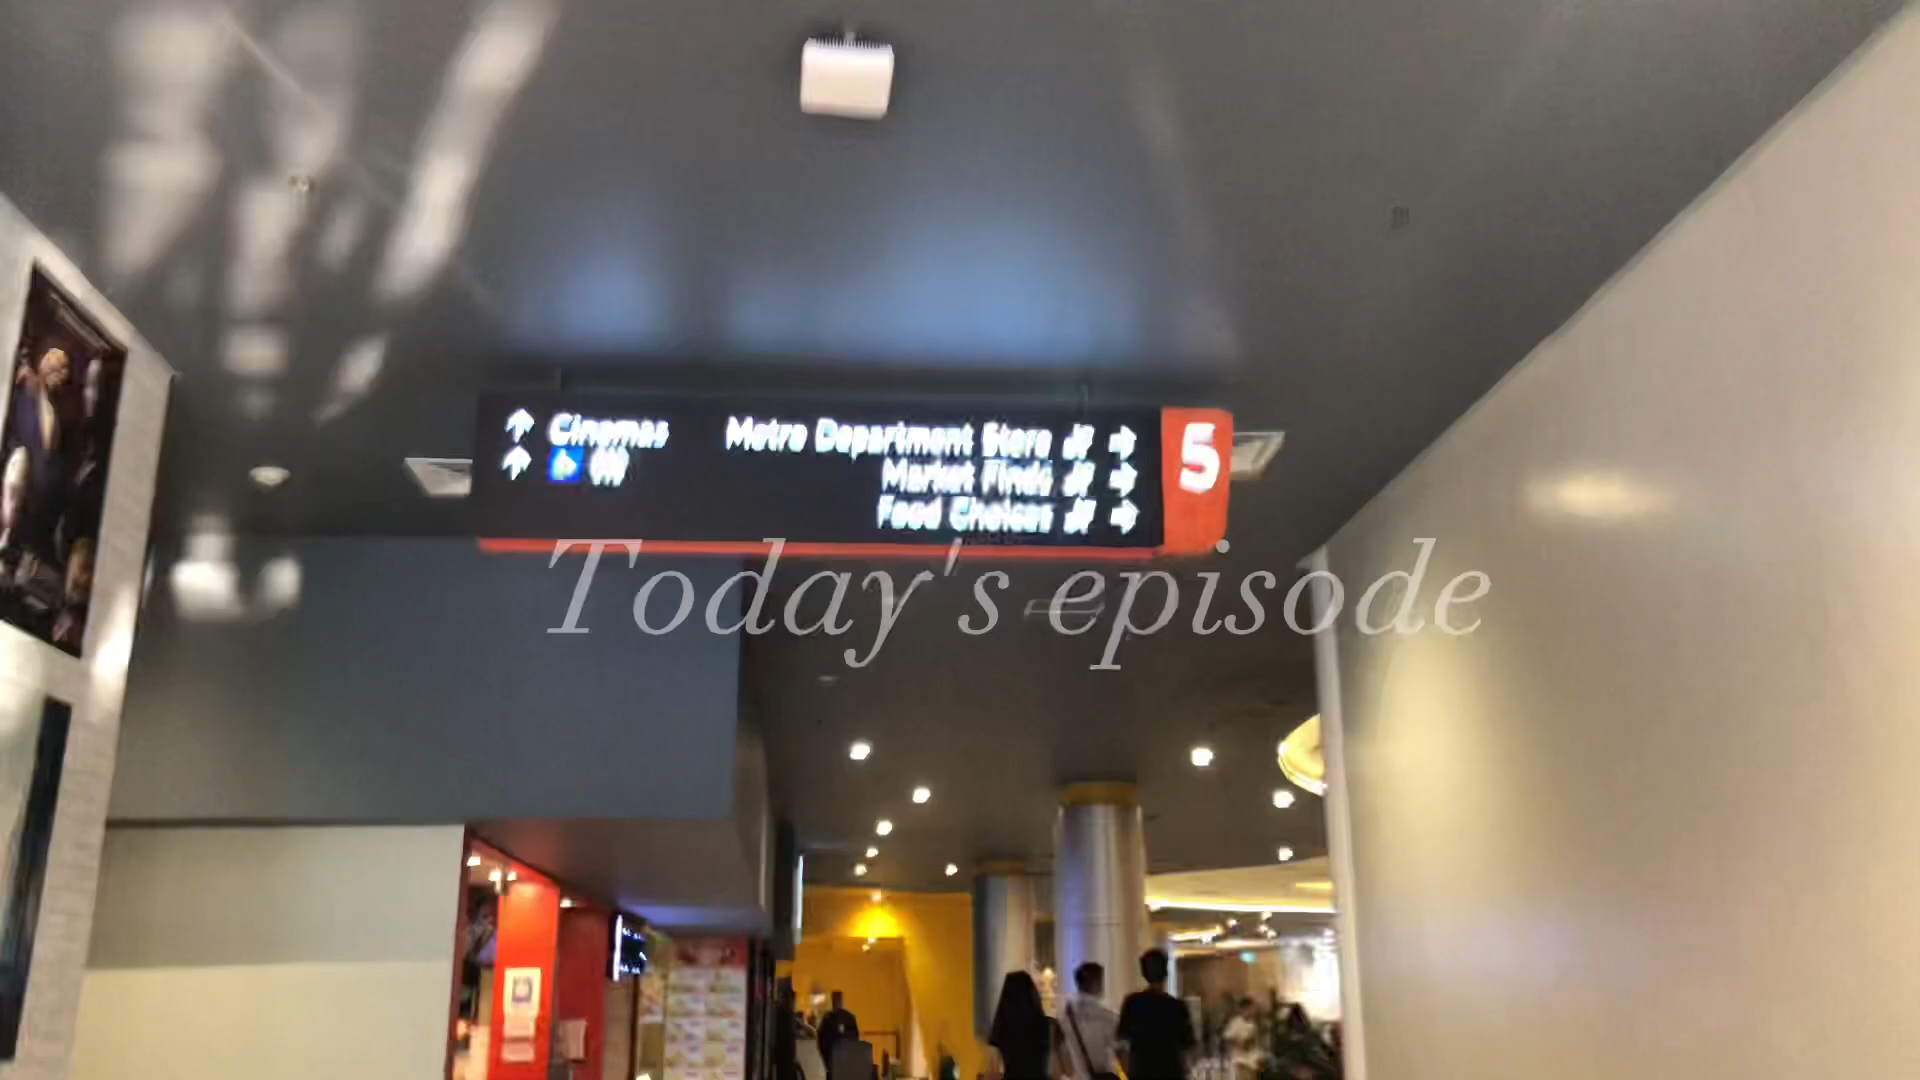 Cinemas
Metro Department Store
Market Finds
Food Choices
5
Today's episode